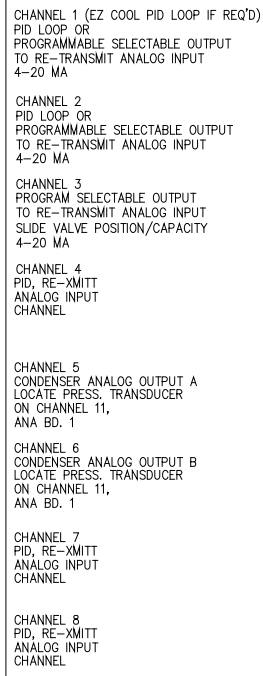 CHANNEL 1 (EZ COOL PID LOOP IF REQ'D)
PID LOOP OR
PROGRAMMABLE SELECTABLE OUTPUT
TO RE-TRANSMIT ANALOG INPUT
4-20 MA
CHANNEL 2
PID LOOP OR
PROGRAMMABLE SELECTABLE OUTPUT
TO RE-TRANSMIT ANALOG INPUT
4-20 MA
CHANNEL 3
PROGRAM SELECTABLE OUTPUT
TO RE-TRANSMIT ANALOG INPUT
SLIDE VALVE POSITION/CAPACITY
4-20 MA
CHANNEL 4
PID, RE-XMITT
ANALOG INPUT
CHANNEL
CHANNEL 5
CONDENSER ANALOG OUTPUT A
LOCATE PRESS. TRANSDUCER
ON CHANNEL 11,
ANA BD. 1
CHANNEL 6
CONDENSER ANALOG OUTPUT B
LOCATE PRESS. TRANSDUCER
ON CHANNEL 11,
ANA BD. 1
CHANNEL 7
PID, RE-XMITT
ANALOG INPUT
CHANNEL
CHANNEL 8
PID, RE-XMITT
ANALOG INPUT
CHANNEL